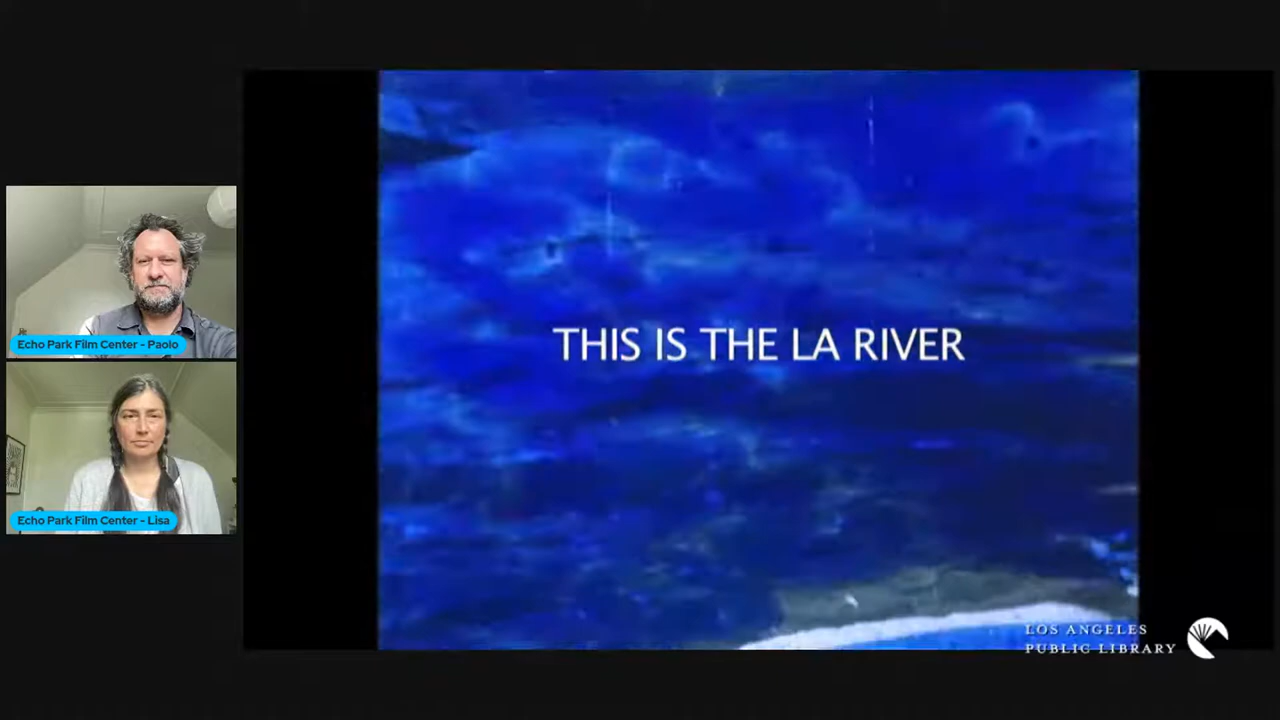 Echo Park Film Center - Paolo
Echo Park Film Center - Lisa
THIS IS THE LA RIVER
LOS ANGELES
PUBLIC LIBRARY